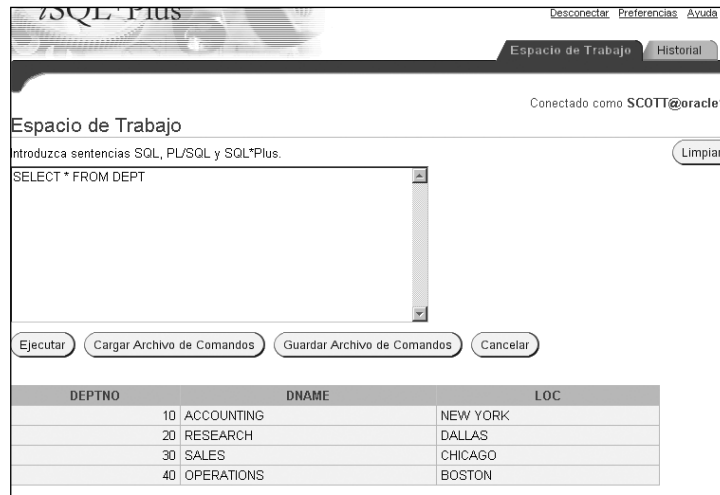 iSQL*Plus
Desconectar Preferencias Ayuda
Espacio de Trabajo Historial
Conectado como SCOTT@oracle
Espacio de Trabajo
Introduzca sentencias SQL, PL/SQL y SQL*Plus.
Limpiar
SELECT * FROM DEPT
Ejecutar Cargar Archivo de Comandos Guardar Archivo de Comandos Cancelar
DEPTNO DNAME LOC
10 ACCOUNTING NEW YORK
20 RESEARCH DALLAS
30 SALES CHICAGO
40 OPERATIONS BOSTON